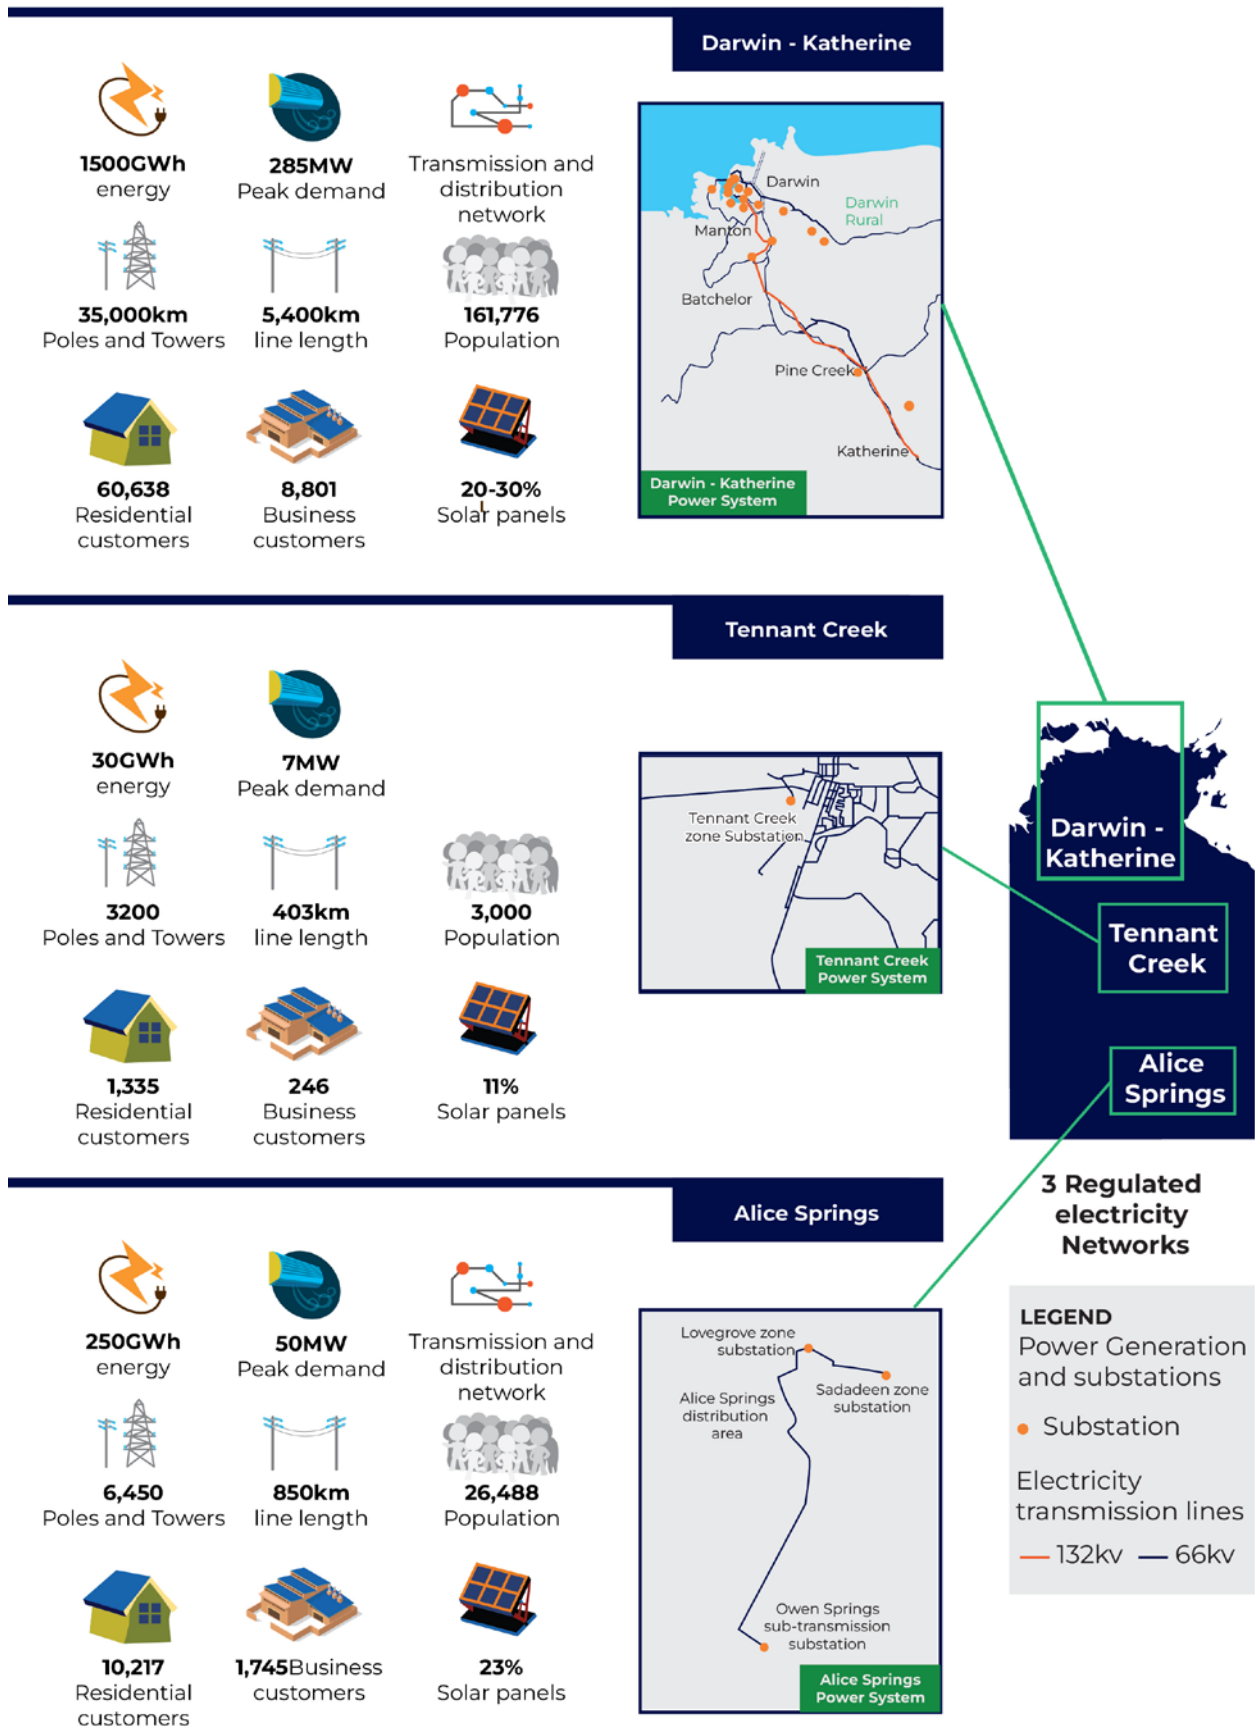 Darwin - Katherine
1500GWh
energy
285MW
Peak demand
Transmission and
distribution
network
35,000km
Poles and Towers
5,400km
line length
161,776
Population
60,638
Residential
customers
8,801
Business
customers
20-30%
Solar panels
Darwin
Darwin
Rural
Manton
Batchelor
Pine Creek
Katherine
Darwin - Katherine
Power System
Tennant Creek
30GWh
energy
7MW
Peak demand
3200
Poles and Towers
403km
line length
3,000
Population
1,335
Residential
customers
246
Business
customers
11%
Solar panels
Tennant Creek
zone Substation
Tennant Creek
Power System
Darwin -
Katherine
Tennant
Creek
Alice
Springs
3 Regulated
electricity
Networks
Alice Springs
250GWh
energy
50MW
Peak demand
Transmission and
distribution
network
6,450
Poles and Towers
850km
line length
26,488
Population
10,217
Residential
customers
1,745Business
customers
23%
Solar panels
Lovegrove zone
substation
Sadadeen zone
substation
Alice Springs
distribution
area
Owen Springs
sub-transmission
substation
Alice Springs
Power System
LEGEND
Power Generation
and substations
Substation
Electricity
transmission lines
132kv
66kv